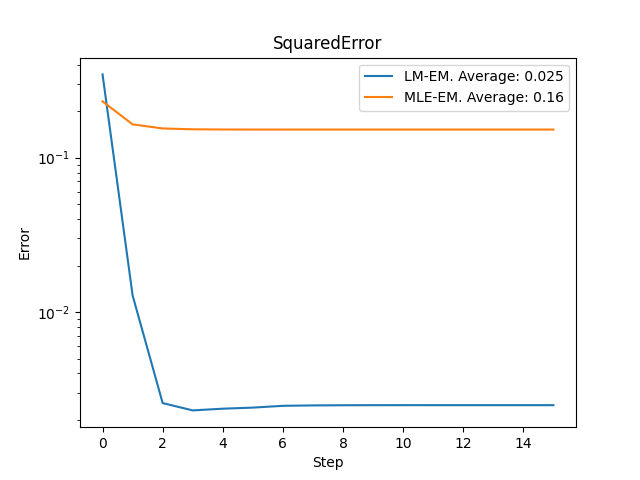 SquaredError
LM-EM. Average: 0.025
MLE-EM. Average: 0.16
10⁻¹
10⁻²
Error
0 2 4 6 8 10 12 14
Step